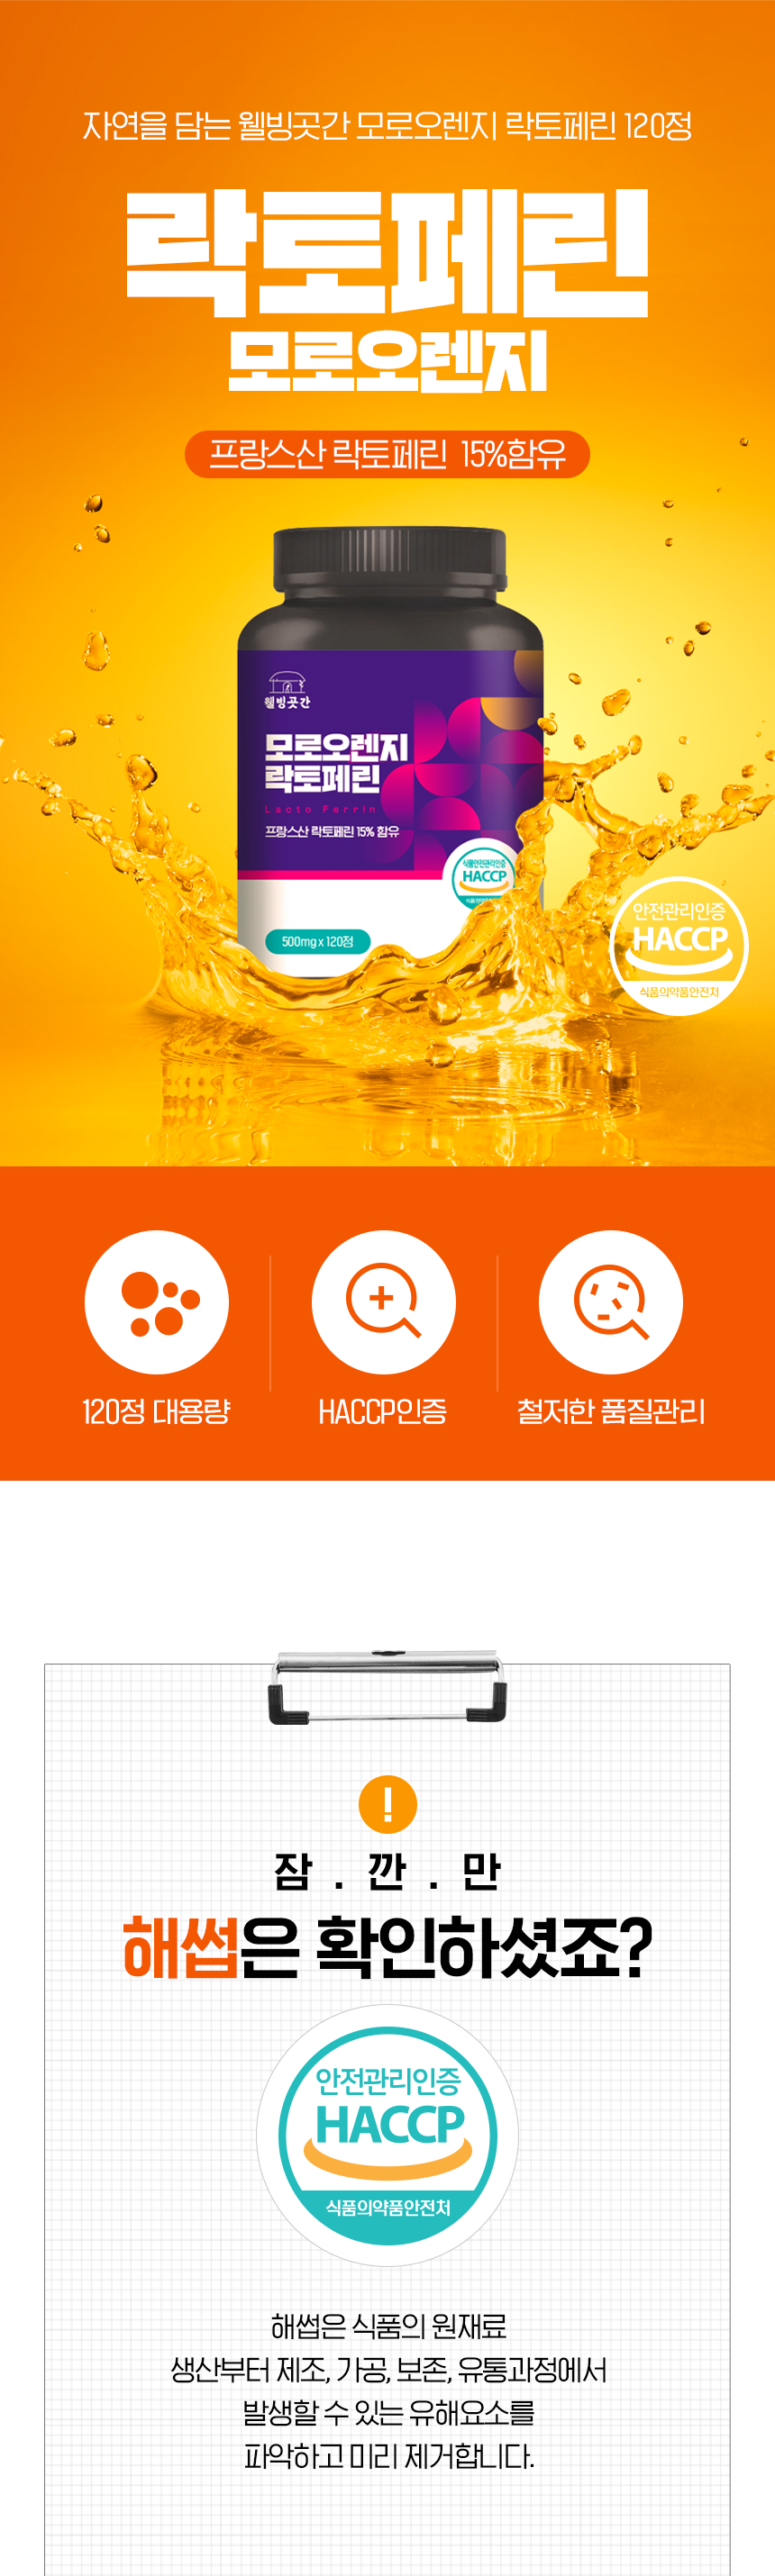 자연을 담는 웰빙곳간 모로오렌지 락토페린 120정
락토페린
모로오렌지
프랑스산 락토페린 15%함유
웰빙곳간
모로오렌지
락토페린
Lacto Ferrin
프랑스산 락토페린 15% 함유
식품안전관리인증
HACCP
500mg x 120정
안전관리인증
HACCP
식품의약품안전처
120정 대용량
HACCP인증
철저한 품질관리
!
잠.깐.만
해썹은 확인하셨죠?
안전관리인증
HACCP
식품의약품안전처
해썹은 식품의 원재료
생산부터 제조, 가공, 보존, 유통과정에서
발생할 수 있는 유해요소를
파악하고 미리 제거합니다.